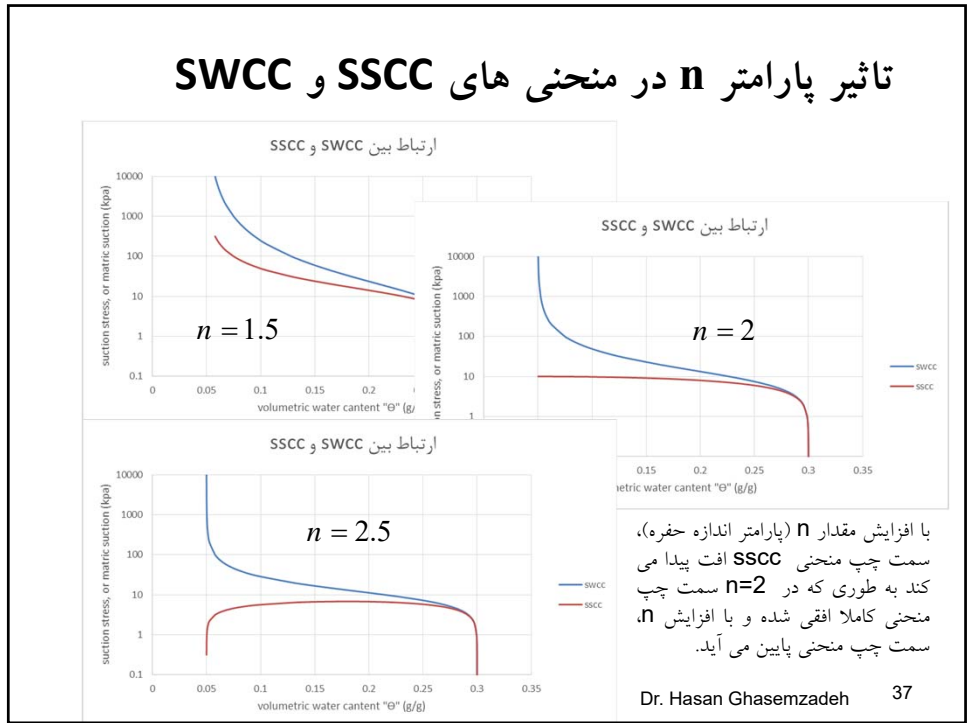 تاثیر پارامتر n در منحنی های SSCC و SWCC
ارتباط بین swcc و sscc
suction stress, or matric suction (kpa)
10000
1000
100
10
1
0.1
n = 1.5
0 0.05 0.1 0.15 0.2
volumetric water cantent "Θ" (g/
ارتباط بین swcc و sscc
on stress, or matric suction (kpa)
10000
1000
100
10
1
n = 2
swcc
sscc
0.15 0.2 0.25 0.3 0.35
metric water cantent "Θ" (g/g)
ارتباط بین swcc و sscc
suction stress, or matric suction (kpa)
10000
1000
100
10
1
0.1
n = 2.5
swcc
sscc
0 0.05 0.1 0.15 0.2 0.25 0.3 0.35
volumetric water cantent "Θ" (g/g)
با افزایش مقدار n (پارامتر اندازه حفره)،
سمت چپ منحنی sscc افت پیدا می
کند به طوری که در n=2 سمت چپ
منحنی کاملا افقی شده و با افزایش n،
سمت چپ منحنی پایین می آید.
Dr. Hasan Ghasemzadeh 37